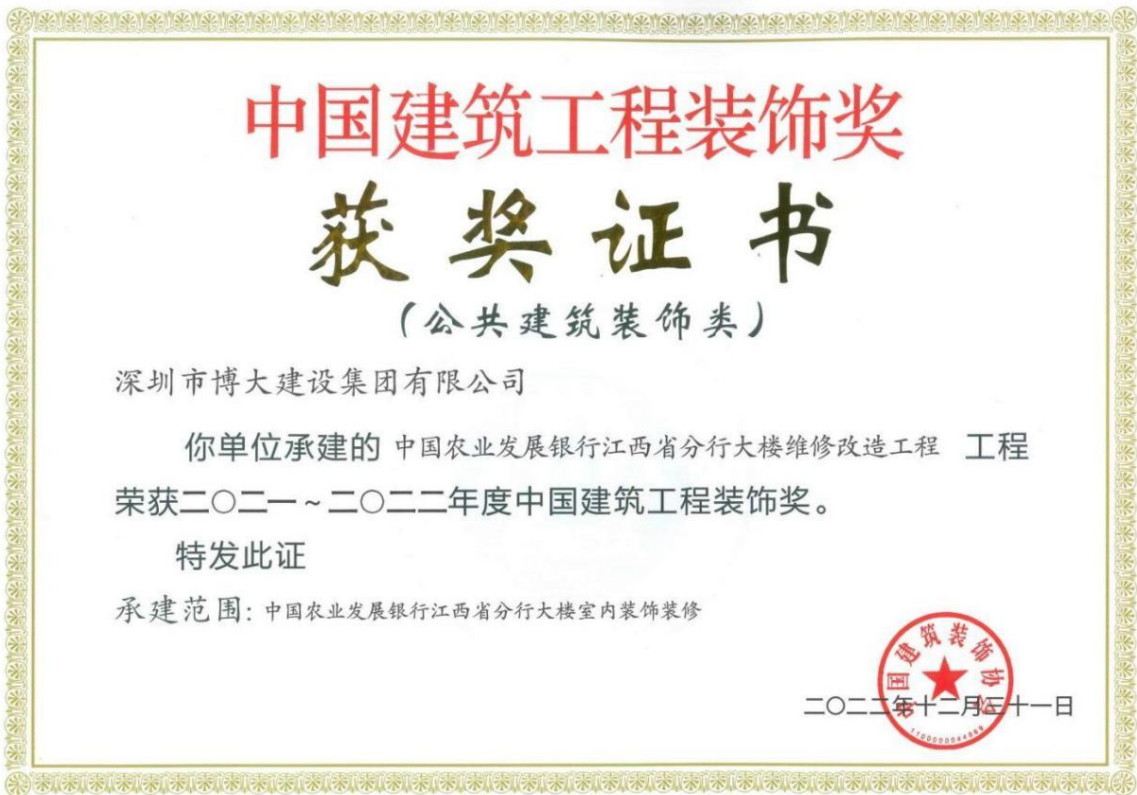 中国建筑工程装饰奖
获奖证书
（公共建筑装饰类）
深圳市博大建设集团有限公司
你单位承建的 中国农业发展银行江西省分行大楼维修改造工程 工程
荣获二〇二一～二〇二二年度中国建筑工程装饰奖。
特发此证
承建范围: 中国农业发展银行江西省分行大楼室内装饰装修
中国建筑装饰协会
二〇二二年十二月三十一日